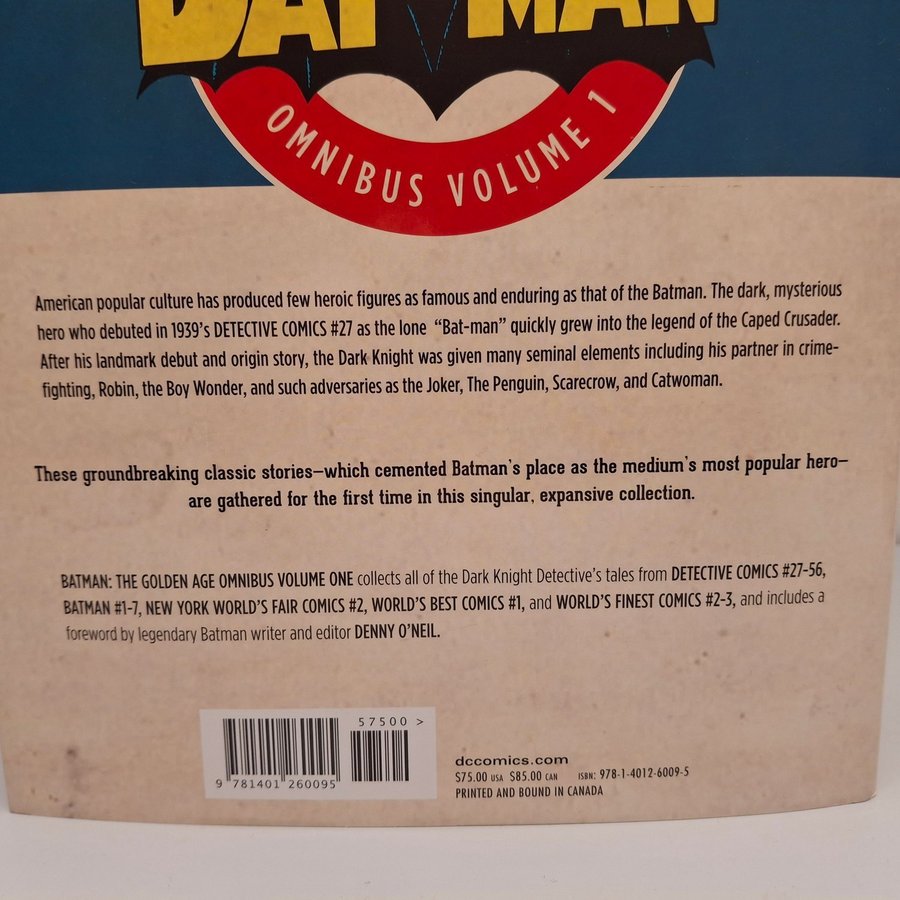 BATMAN
OMNIBUS VOLUME 1
American popular culture has produced few heroic figures as famous and enduring as that of the Batman. The dark, mysterious
hero who debuted in 1939's DETECTIVE COMICS #27 as the lone "Bat-man" quickly grew into the legend of the Caped Crusader.
After his landmark debut and origin story, the Dark Knight was given many seminal elements including his partner in crime-
fighting, Robin, the Boy Wonder, and such adversaries as the Joker, The Penguin, Scarecrow, and Catwoman.
These groundbreaking classic stories—which cemented Batman's place as the medium's most popular hero—
are gathered for the first time in this singular, expansive collection.
BATMAN: THE GOLDEN AGE OMNIBUS VOLUME ONE collects all of the Dark Knight Detective's tales from DETECTIVE COMICS #27-56,
BATMAN #1-7, NEW YORK WORLD'S FAIR COMICS #2, WORLD'S BEST COMICS #1, and WORLD'S FINEST COMICS #2-3, and includes a
foreword by legendary Batman writer and editor DENNY O'NEIL.
57500 >
9 781401 260095
dccomics.com
$75.00 USA $85.00 CAN ISBN: 978-1-4012-6009-5
PRINTED AND BOUND IN CANADA